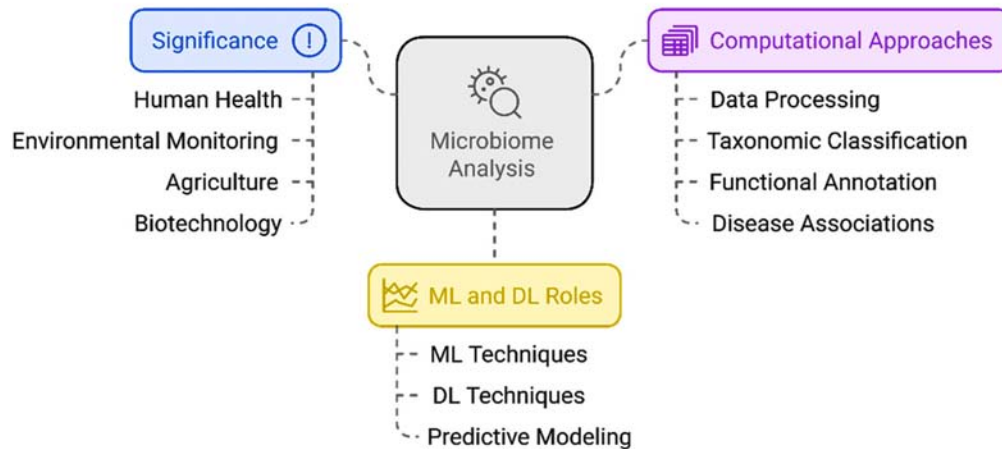 Significance
Human Health
Environmental Monitoring
Agriculture
Biotechnology
Microbiome
Analysis
Computational Approaches
Data Processing
Taxonomic Classification
Functional Annotation
Disease Associations
ML and DL Roles
ML Techniques
DL Techniques
Predictive Modeling